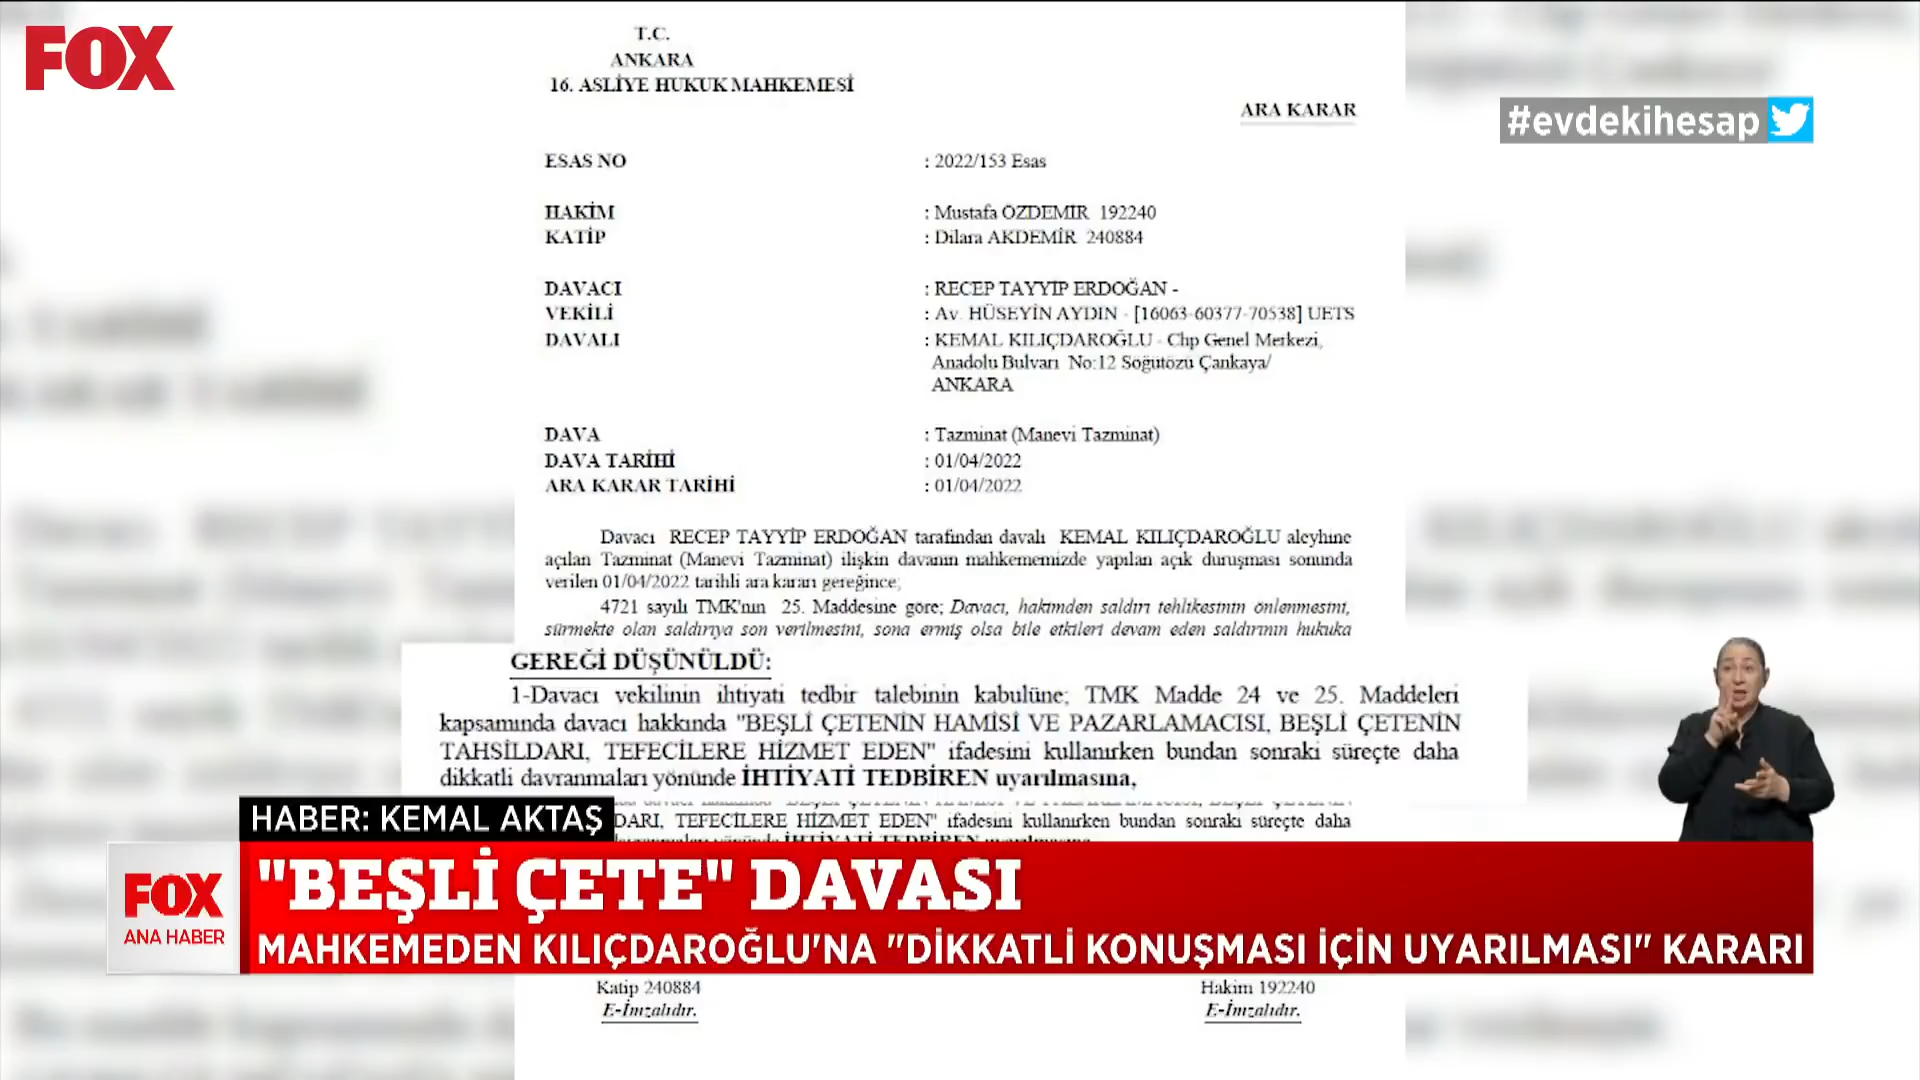 FOX
T.C.
ANKARA
16. ASLİYE HUKUK MAHKEMESİ
ARA KARAR
#evdekihesap
ESAS NO : 2022/153 Esas
HAKİM : Mustafa ÖZDEMİR 192240
KATİP : Dilara AKDEMİR 240884
DAVACI : RECEP TAYYİP ERDOĞAN -
VEKİLİ : Av. HÜSEYİN AYDIN - [16063-60377-70538] UETS
DAVALI : KEMAL KILIÇDAROĞLU - Chp Genel Merkezi,
Anadolu Bulvarı No:12 Söğütözü Çankaya/
ANKARA
DAVA : Tazminat (Manevi Tazminat)
DAVA TARİHİ : 01/04/2022
ARA KARAR TARİHİ : 01/04/2022
Davacı RECEP TAYYİP ERDOĞAN tarafından davalı KEMAL KILIÇDAROĞLU aleyhine
açılan Tazminat (Manevi Tazminat) ilişkin davanın mahkememizde yapılan açık duruşması sonunda
verilen 01/04/2022 tarihli ara kararı gereğince;
4721 sayılı TMK'nın 25. Maddesine göre; Davacı, hakimden saldırı tehlikesinin önlenmesini,
sürmekte olan saldırıya son verilmesini, sona ermiş olsa bile etkileri devam eden saldırının hukuka
GEREĞİ DÜŞÜNÜLDÜ:
1-Davacı vekilinin ihtiyati tedbir talebinin kabulüne; TMK Madde 24 ve 25. Maddeleri
kapsamında davacı hakkında "BEŞLİ ÇETENİN HAMİSİ VE PAZARLAMACISI, BEŞLİ ÇETENİN
TAHSİLDARI, TEFECİLERE HİZMET EDEN" ifadesini kullanırken bundan sonraki süreçte daha
dikkatli davranmaları yönünde İHTİYATİ TEDBİREN uyarılmasına,
DARI, TEFECİLERE HİZMET EDEN" ifadesini kullanırken bundan sonraki süreçte daha
HABER: KEMAL AKTAŞ
"BEŞLİ ÇETE" DAVASI
FOX
ANA HABER
MAHKEMEDEN KILIÇDAROĞLU'NA "DİKKATLİ KONUŞMASI İÇİN UYARILMASI" KARARI
Katip 240884
E-İmzalıdır.
Hakim 192240
E-İmzalıdır.